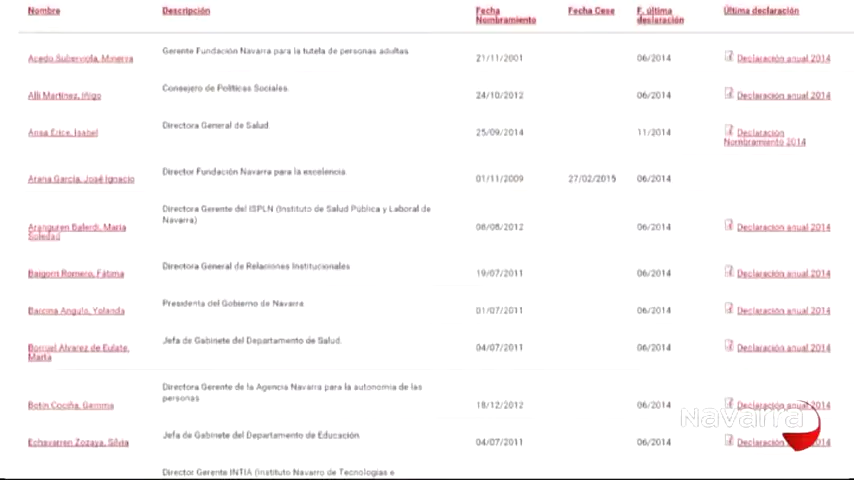 Nombre Descripción Fecha Nombramiento Fecha Cese F. última declaración Última declaración
Acedo Suberviola, Minerva Gerente Fundación Navarra para la tutela de personas adultas. 21/11/2001 06/2014 Declaración anual 2014
Alli Martínez, Iñigo Consejero de Políticas Sociales. 24/10/2012 06/2014 Declaración anual 2014
Ansa Erice, Isabel Directora General de Salud 25/09/2014 11/2014 Declaración
Nombramiento 2014
Arana García, José Ignacio Director Fundación Navarra para la excelencia. 01/11/2009 27/02/2015 06/2014
Aranguren Balerdi, María
Soledad Directora Gerente del ISPLN (Instituto de Salud Pública y Laboral de
Navarra) 08/08/2012 06/2014 Declaración anual 2014
Baigorri Romero, Fátima Directora General de Relaciones Institucionales 19/07/2011 06/2014 Declaración anual 2014
Barcina Angulo, Yolanda Presidenta del Gobierno de Navarra 01/07/2011 06/2014 Declaración anual 2014
Borruel Alvarez de Eulate,
Marta Jefa de Gabinete del Departamento de Salud. 04/07/2011 06/2014 Declaración anual 2014
Botín Cociña, Gemma Directora Gerente de la Agencia Navarra para la autonomía de las
personas 18/12/2012 06/2014 Declaración anual 2014
Navarra
Echavarren Zozaya, Silvia Jefa de Gabinete del Departamento de Educación. 04/07/2011 06/2014 Declaración anual 2014
Director Gerente INTIA (Instituto Navarro de Tecnologías e